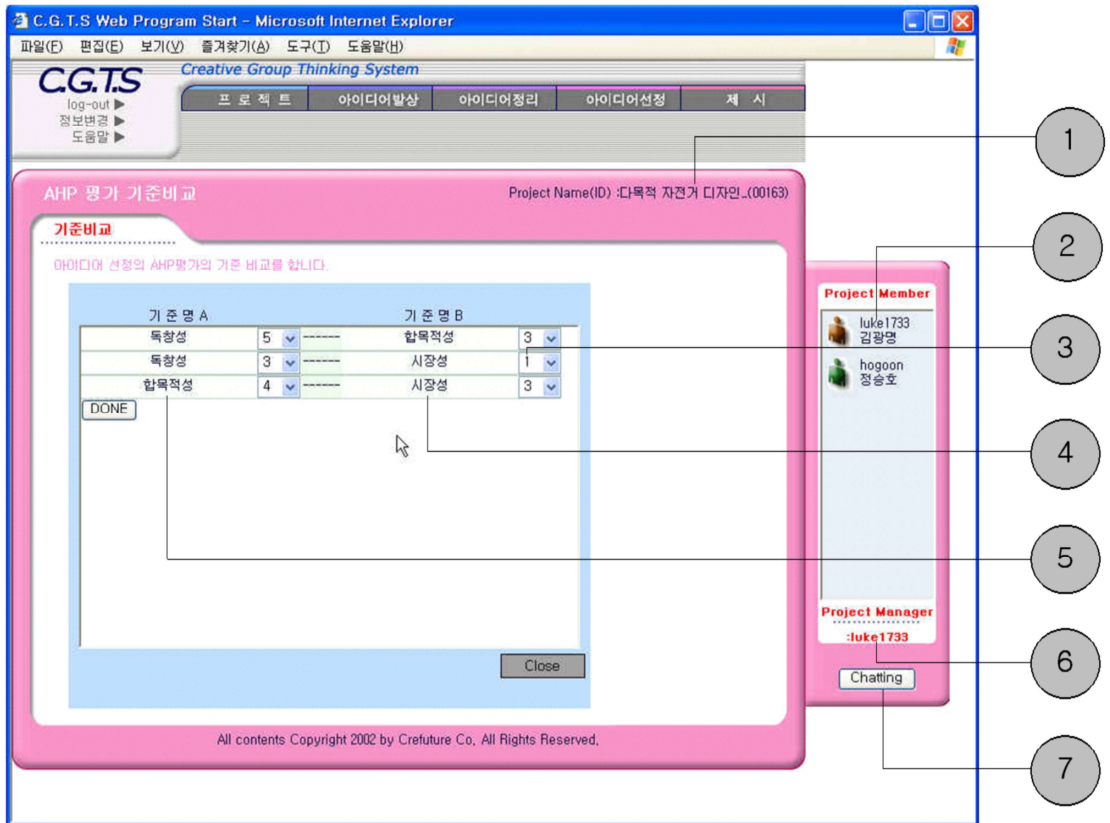 C.G.T.S Web Program Start - Microsoft Internet Explorer
파일(F) 편집(E) 보기(V) 즐겨찾기(A) 도구(T) 도움말(H)
C.G.T.S
Creative Group Thinking System
log-out ▶
정보변경 ▶
도움말 ▶
프 로 젝 트 아이디어발상 아이디어정리 아이디어선정 제 시
1
AHP 평가 기준비교
Project Name(ID) :다목적 자전거 디자인_(00163)
기준비교
2
아이디어 선정의 AHP평가의 기준 비교를 합니다.
기 준 명 A 기 준 명 B
독창성 5 ------ 합목적성 3
독창성 3 ------ 시장성 1
합목적성 4 ------ 시장성 3
DONE
Close
Project Member
luke1733
김광명
hogoon
정승호
3
4
5
Project Manager
:luke1733
6
Chatting
7
All contents Copyright 2002 by Crefuture Co, All Rights Reserved,